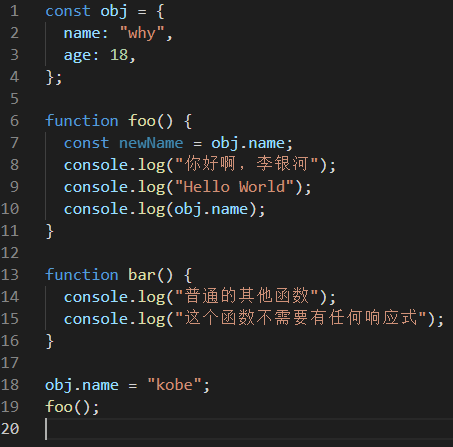 1 const obj = {
2   name: "why",
3   age: 18,
4 };
5
6 function foo() {
7   const newName = obj.name;
8   console.log("你好啊，李银河");
9   console.log("Hello World");
10   console.log(obj.name);
11 }
12
13 function bar() {
14   console.log("普通的其他函数");
15   console.log("这个函数不需要有任何响应式");
16 }
17
18 obj.name = "kobe";
19 foo();
20